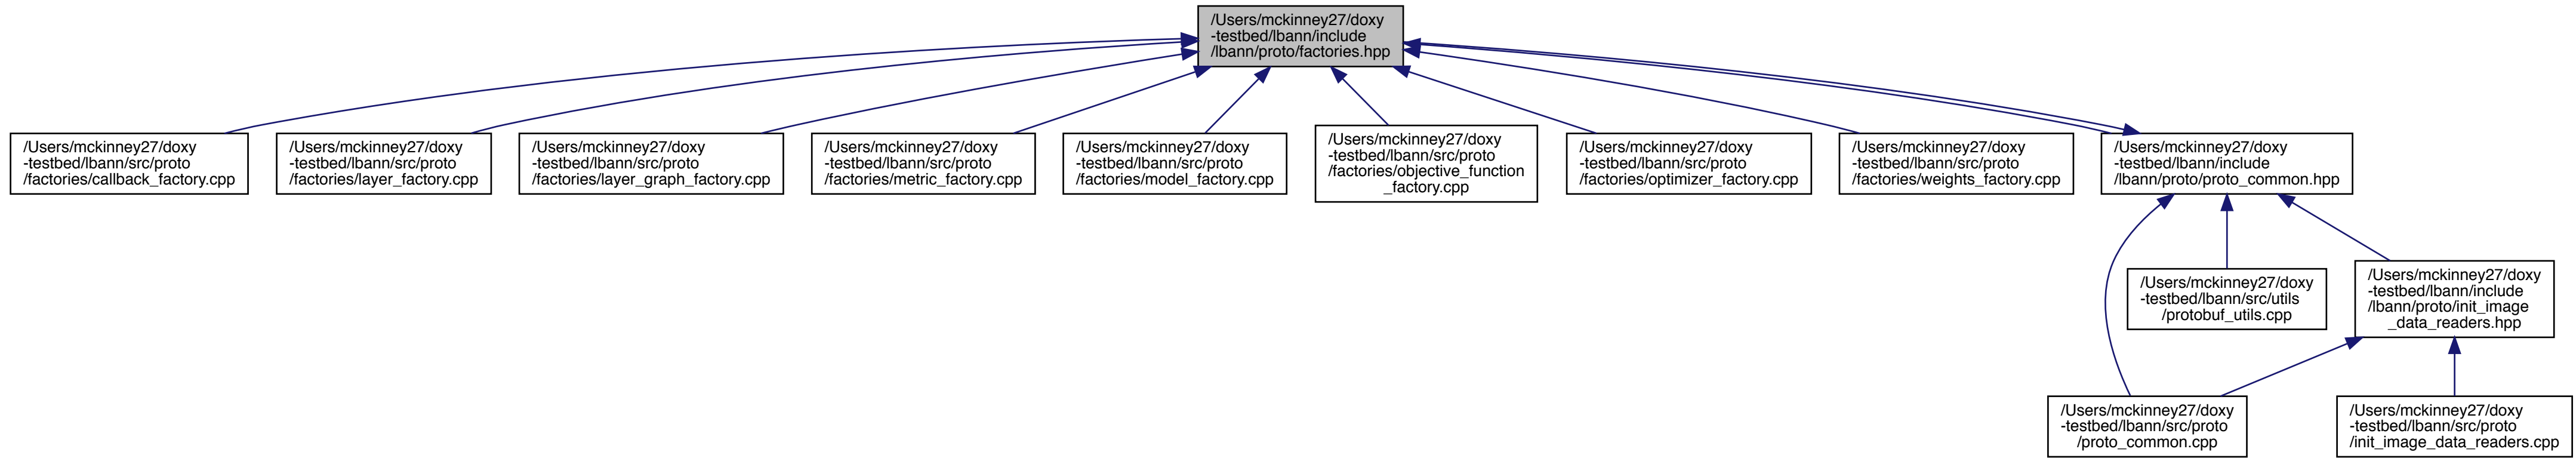 /Users/mckinney27/doxy
-testbed/lbann/include
/lbann/proto/factories.hpp
/Users/mckinney27/doxy
-testbed/lbann/src/proto
/factories/callback_factory.cpp
/Users/mckinney27/doxy
-testbed/lbann/src/proto
/factories/layer_factory.cpp
/Users/mckinney27/doxy
-testbed/lbann/src/proto
/factories/layer_graph_factory.cpp
/Users/mckinney27/doxy
-testbed/lbann/src/proto
/factories/metric_factory.cpp
/Users/mckinney27/doxy
-testbed/lbann/src/proto
/factories/model_factory.cpp
/Users/mckinney27/doxy
-testbed/lbann/src/proto
/factories/objective_function
_factory.cpp
/Users/mckinney27/doxy
-testbed/lbann/src/proto
/factories/optimizer_factory.cpp
/Users/mckinney27/doxy
-testbed/lbann/src/proto
/factories/weights_factory.cpp
/Users/mckinney27/doxy
-testbed/lbann/include
/lbann/proto/proto_common.hpp
/Users/mckinney27/doxy
-testbed/lbann/src/utils
/protobuf_utils.cpp
/Users/mckinney27/doxy
-testbed/lbann/include
/lbann/proto/init_image
_data_readers.hpp
/Users/mckinney27/doxy
-testbed/lbann/src/proto
/proto_common.cpp
/Users/mckinney27/doxy
-testbed/lbann/src/proto
/init_image_data_readers.cpp